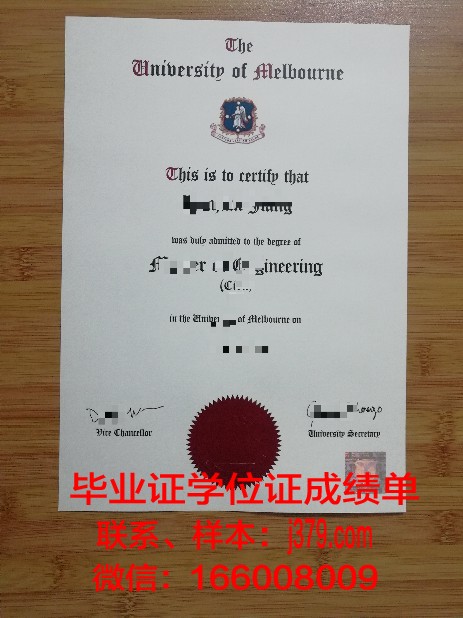 The
University of Melbourne
This is to certify that
was duly admitted to the degree of
in the of Melbourne on
Vice Chancellor
University Secretary
毕业证学位证成绩单
联系、样本：j379.com
微信：166008009